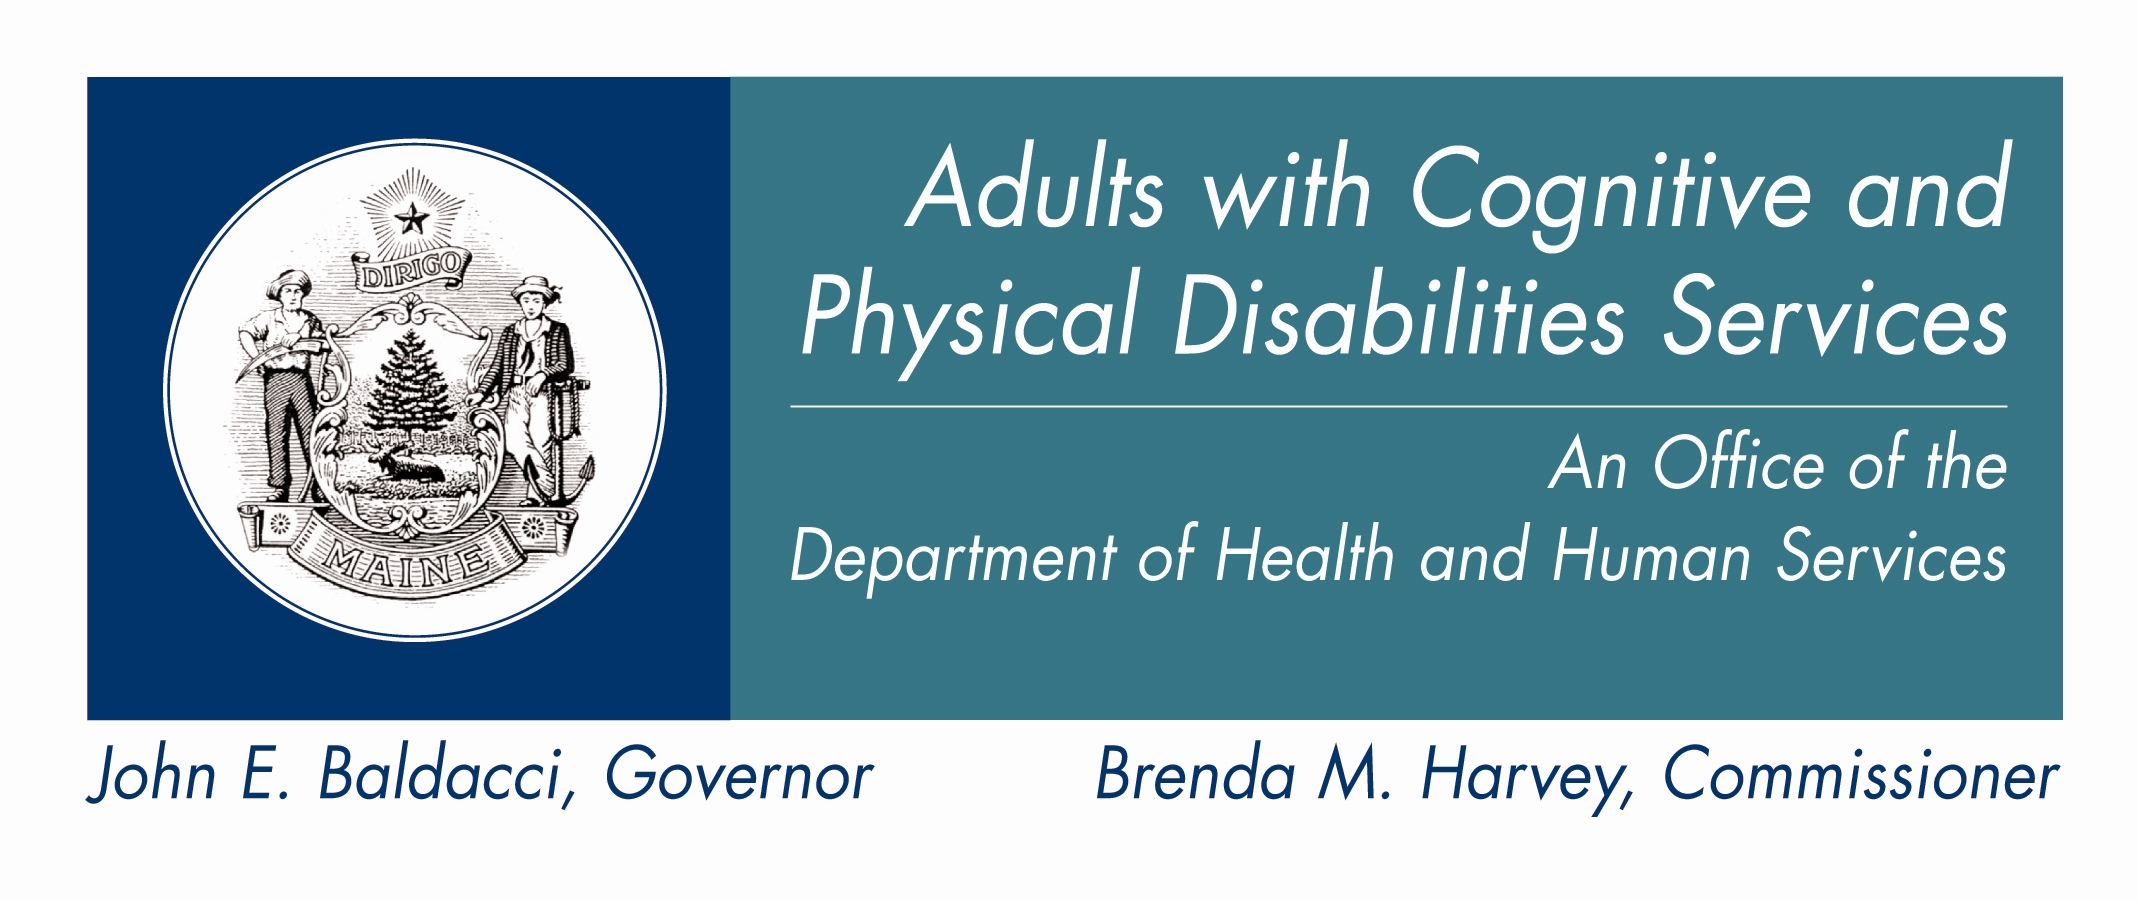 DIRIGO
MAINE
Adults with Cognitive and
Physical Disabilities Services
An Office of the
Department of Health and Human Services
John E. Baldacci, Governor
Brenda M. Harvey, Commissioner